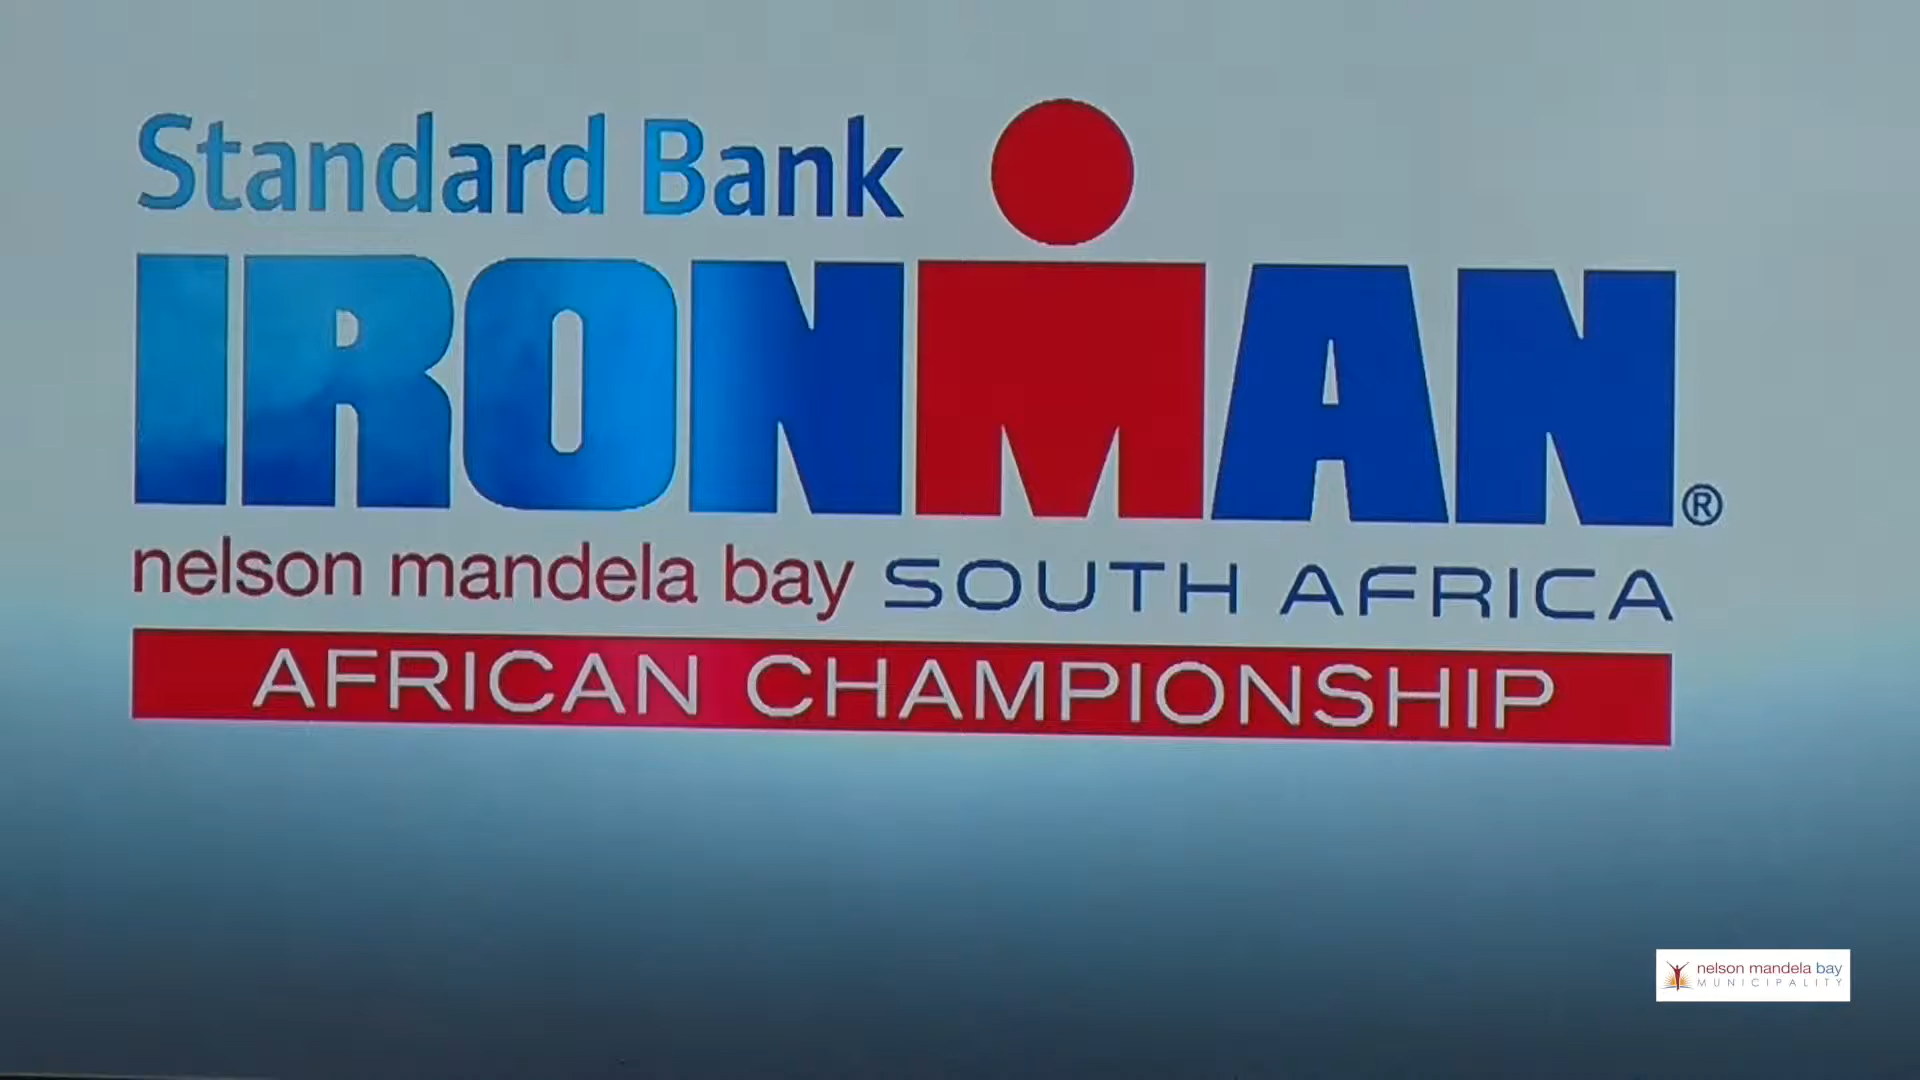 Standard Bank
IRONMAN®
nelson mandela bay SOUTH AFRICA
AFRICAN CHAMPIONSHIP
nelson mandela bay
MUNICIPALITY